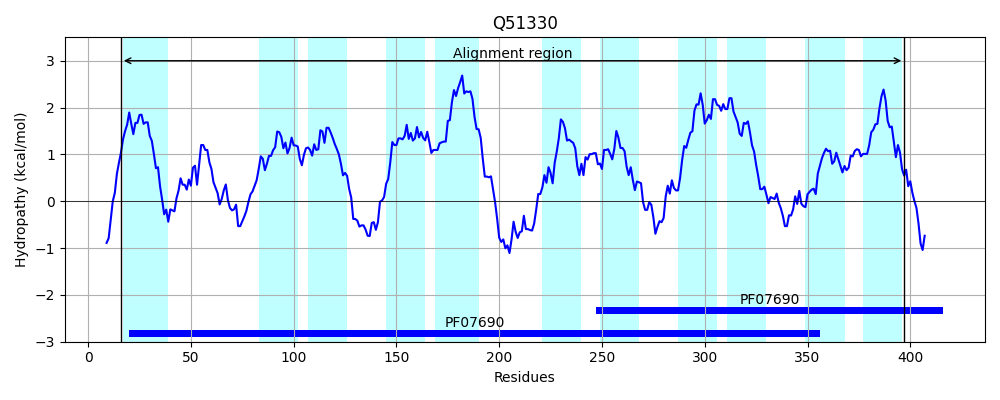 Q51330
Alignment region
Hydropathy (kcal/mol)
3
2
1
0
−1
−2
−3
PF07690
PF07690
0 50 100 150 200 250 300 350 400
Residues